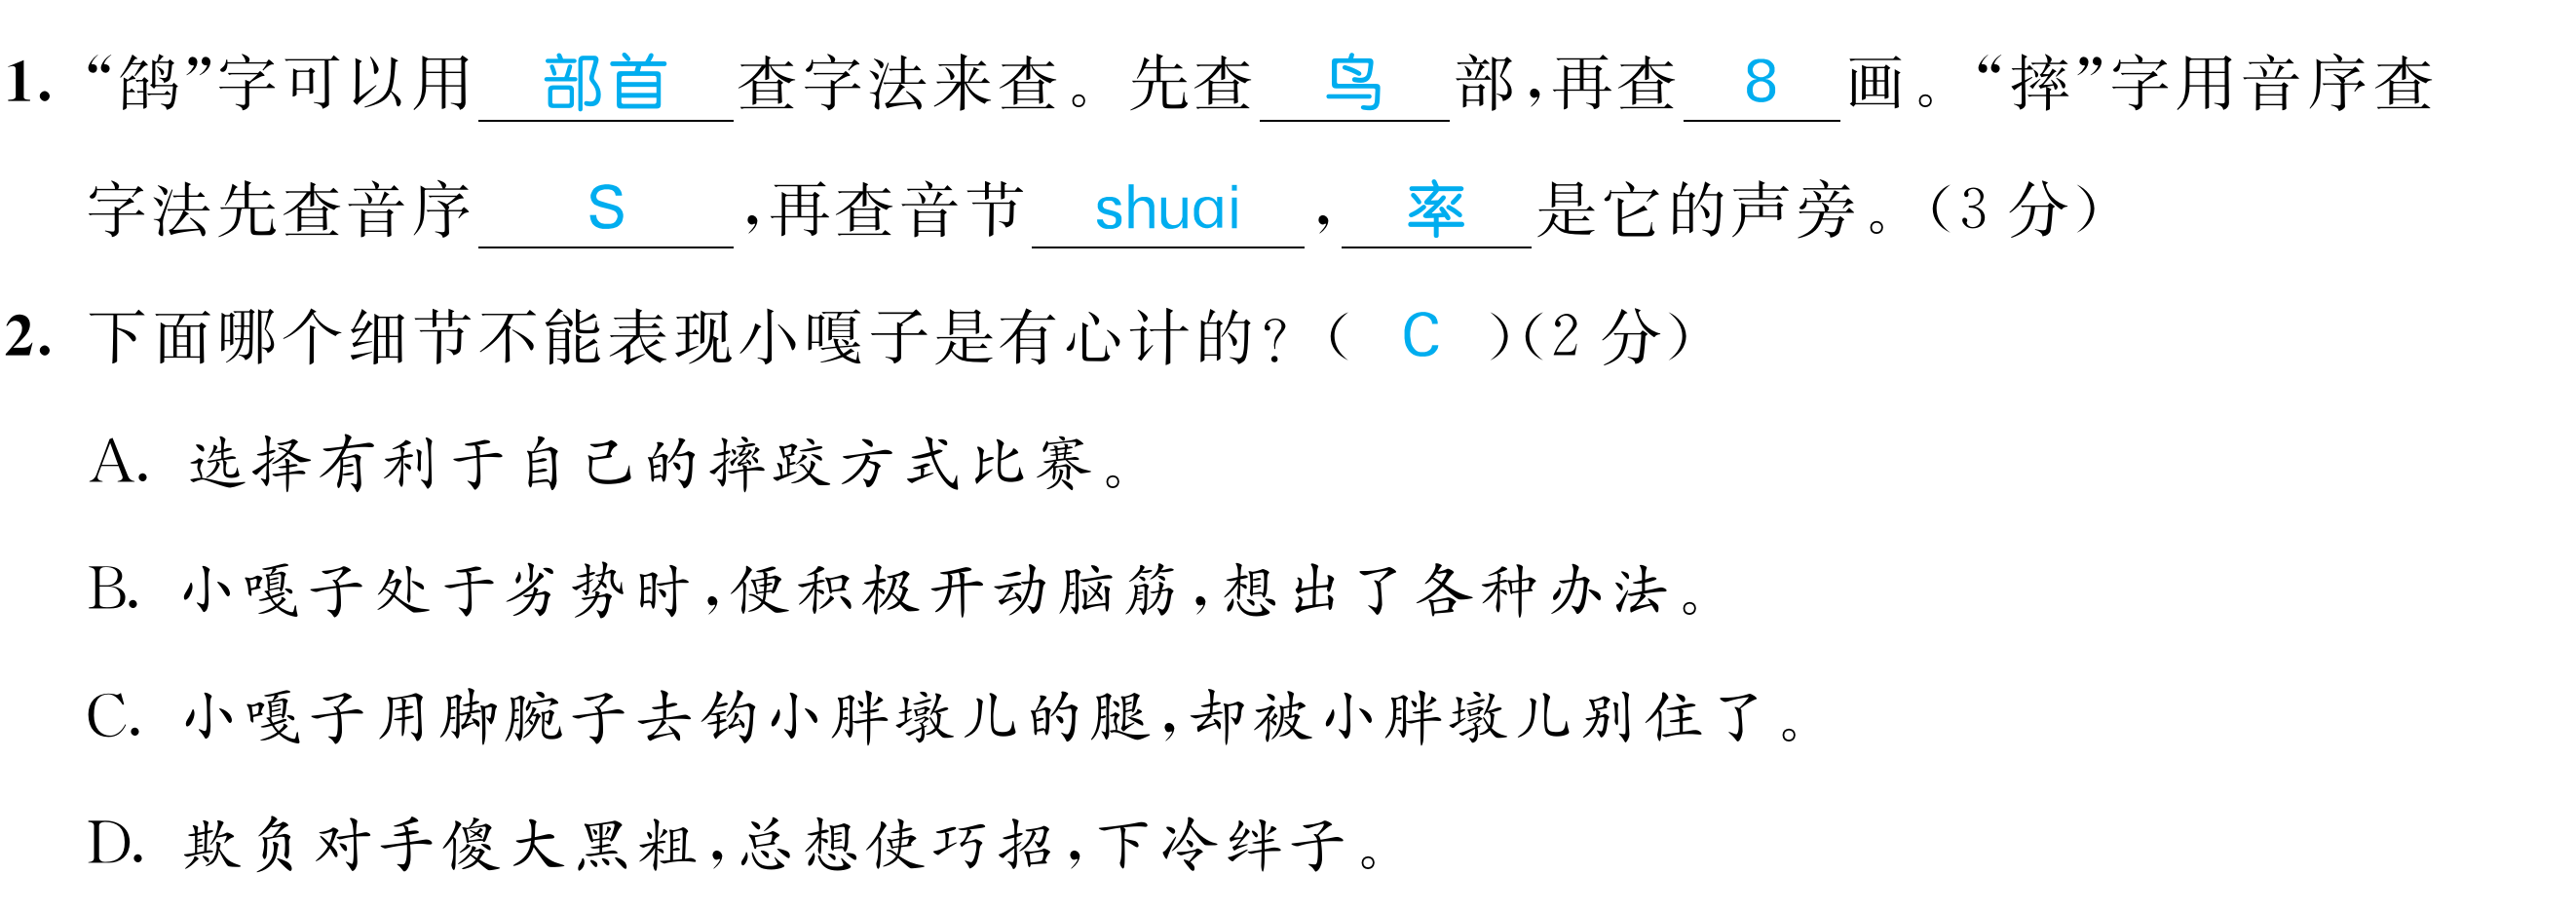 1. “鹄”字可以用 部首 查字法来查。先查 鸟 部,再查 8 画。“摔”字用音序查
字法先查音序 S ,再查音节 shuɑi , 率 是它的声旁。(3 分)
2. 下面哪个细节不能表现小嘎子是有心计的?( C )(2 分)
A. 选择有利于自己的摔跤方式比赛。
B. 小嘎子处于劣势时,便积极开动脑筋,想出了各种办法。
C. 小嘎子用脚腕子去钩小胖墩儿的腿,却被小胖墩儿别住了。
D. 欺负对手傻大黑粗,总想使巧招,下冷绊子。